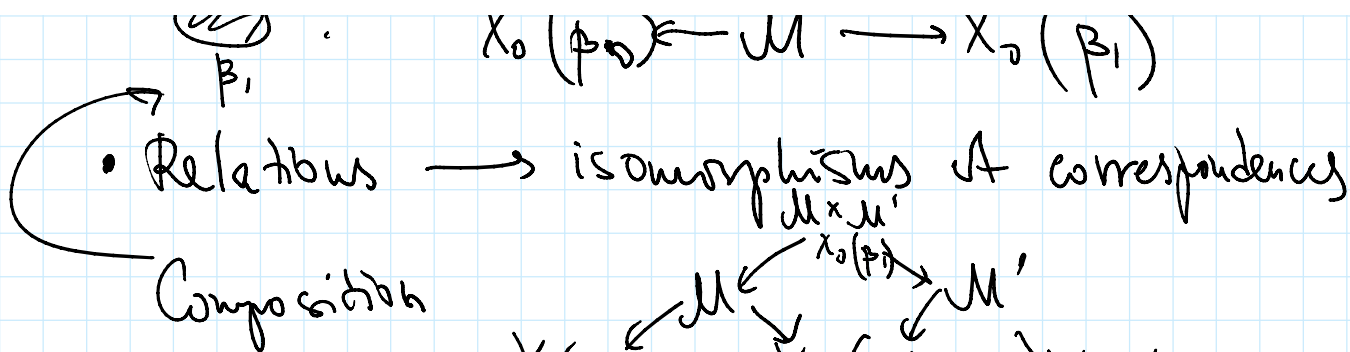 X₀(β₀) ← M → X₀(β₁)
β₁
• Relations → isomorphisms of correspondences
M × M'
X₀(β₁)
Composition M M'